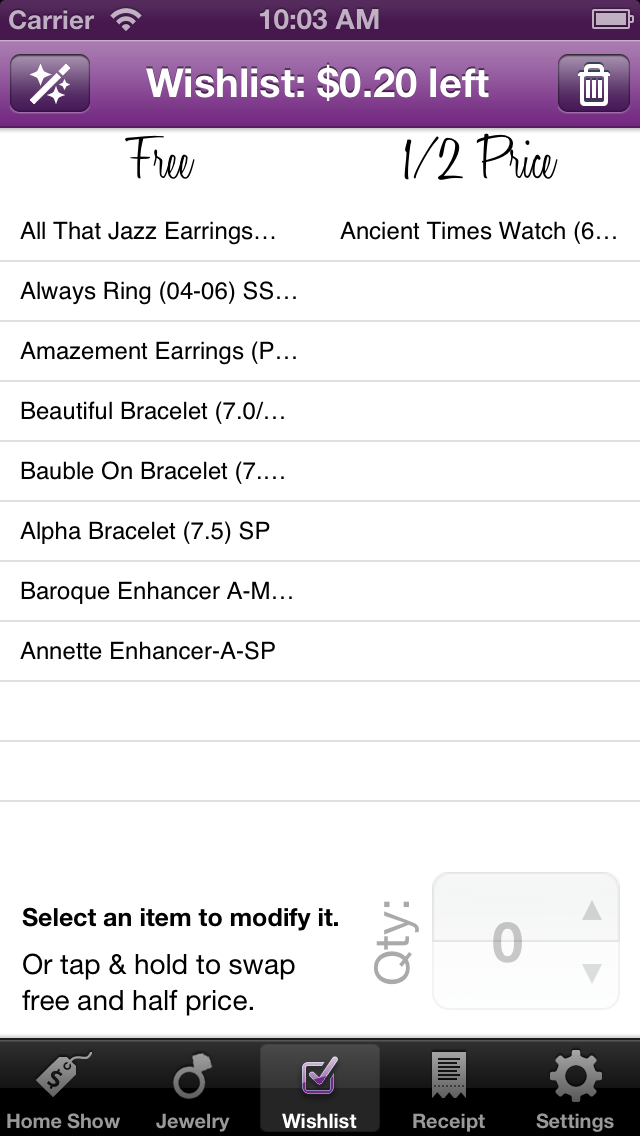 Carrier 10:03 AM
Wishlist: $0.20 left
Free 1/2 Price
All That Jazz Earrings… Ancient Times Watch (6…
Always Ring (04-06) SS…
Amazement Earrings (P…
Beautiful Bracelet (7.0/…
Bauble On Bracelet (7.…
Alpha Bracelet (7.5) SP
Baroque Enhancer A-M…
Annette Enhancer-A-SP
Select an item to modify it.
Or tap & hold to swap
free and half price.
Qty: 0
Home Show Jewelry Wishlist Receipt Settings